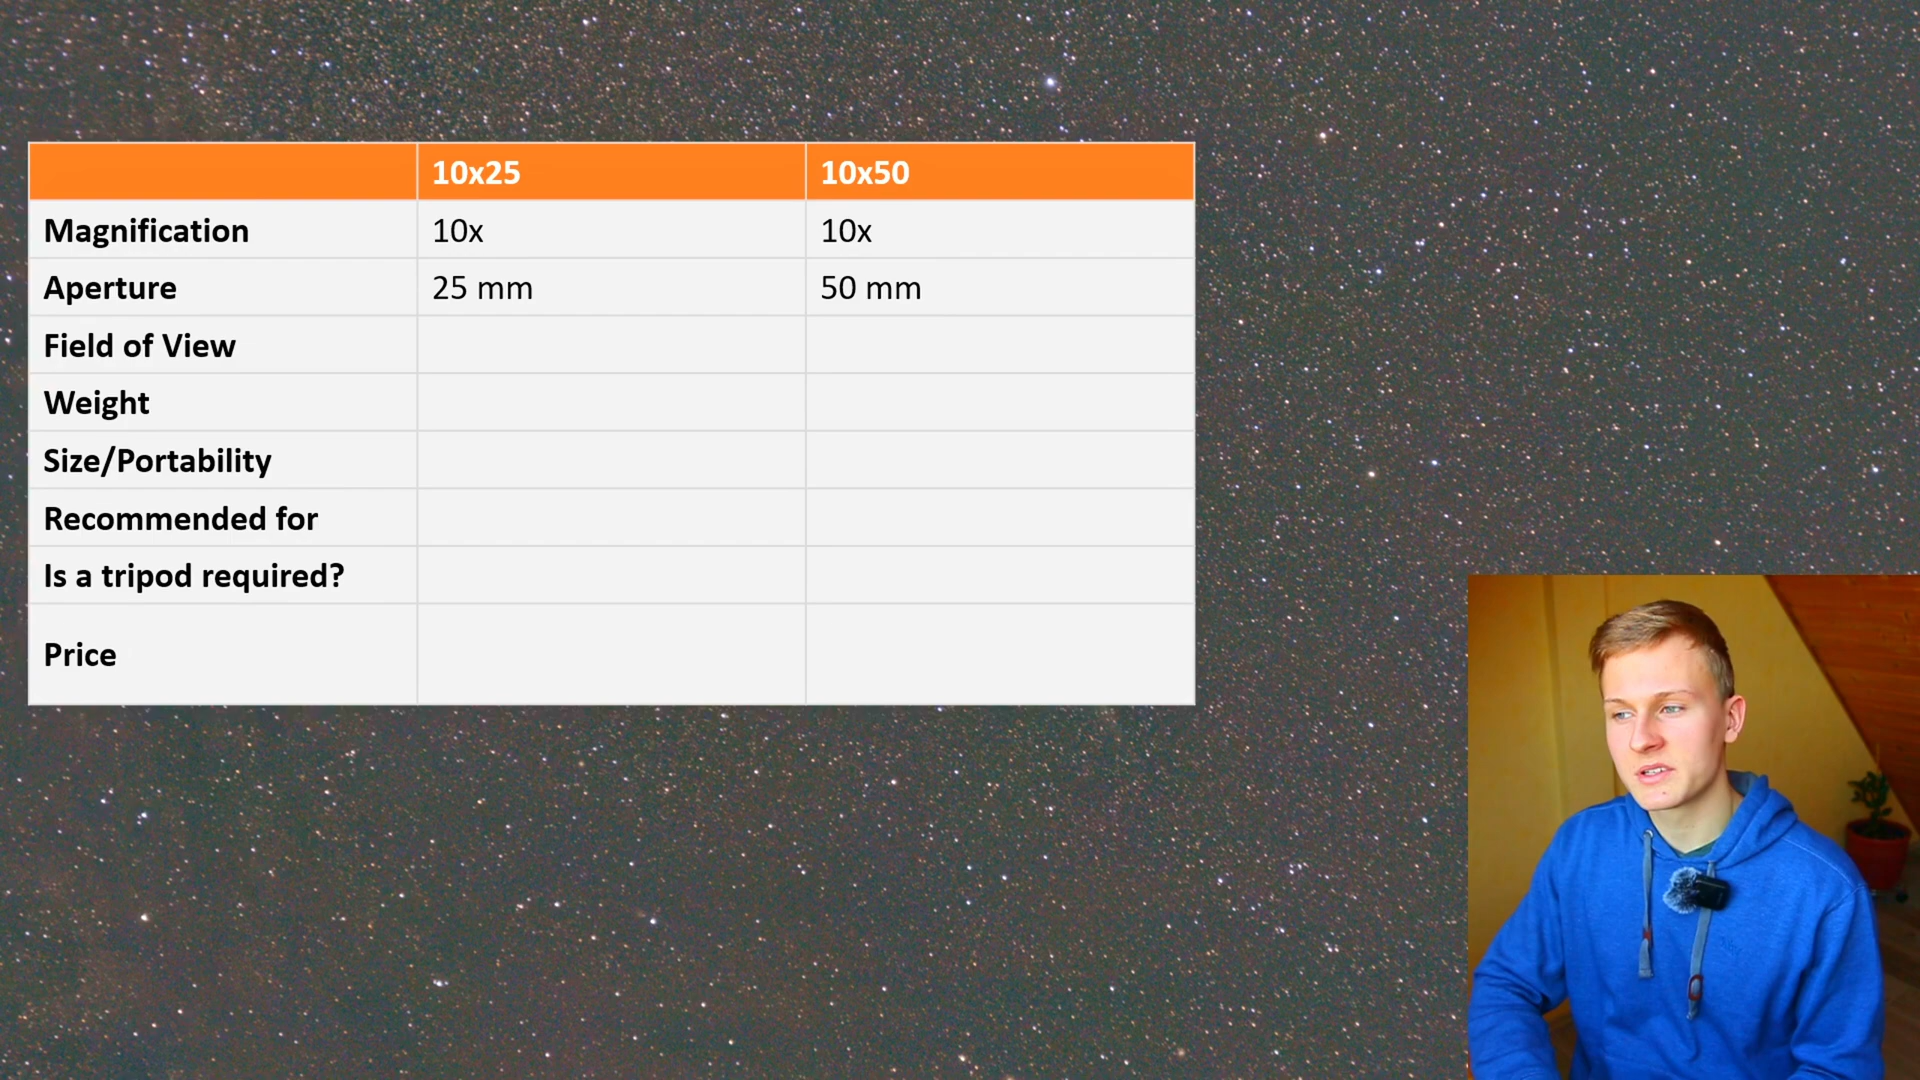 10x25 10x50
Magnification 10x 10x
Aperture 25 mm 50 mm
Field of View
Weight
Size/Portability
Recommended for
Is a tripod required?
Price